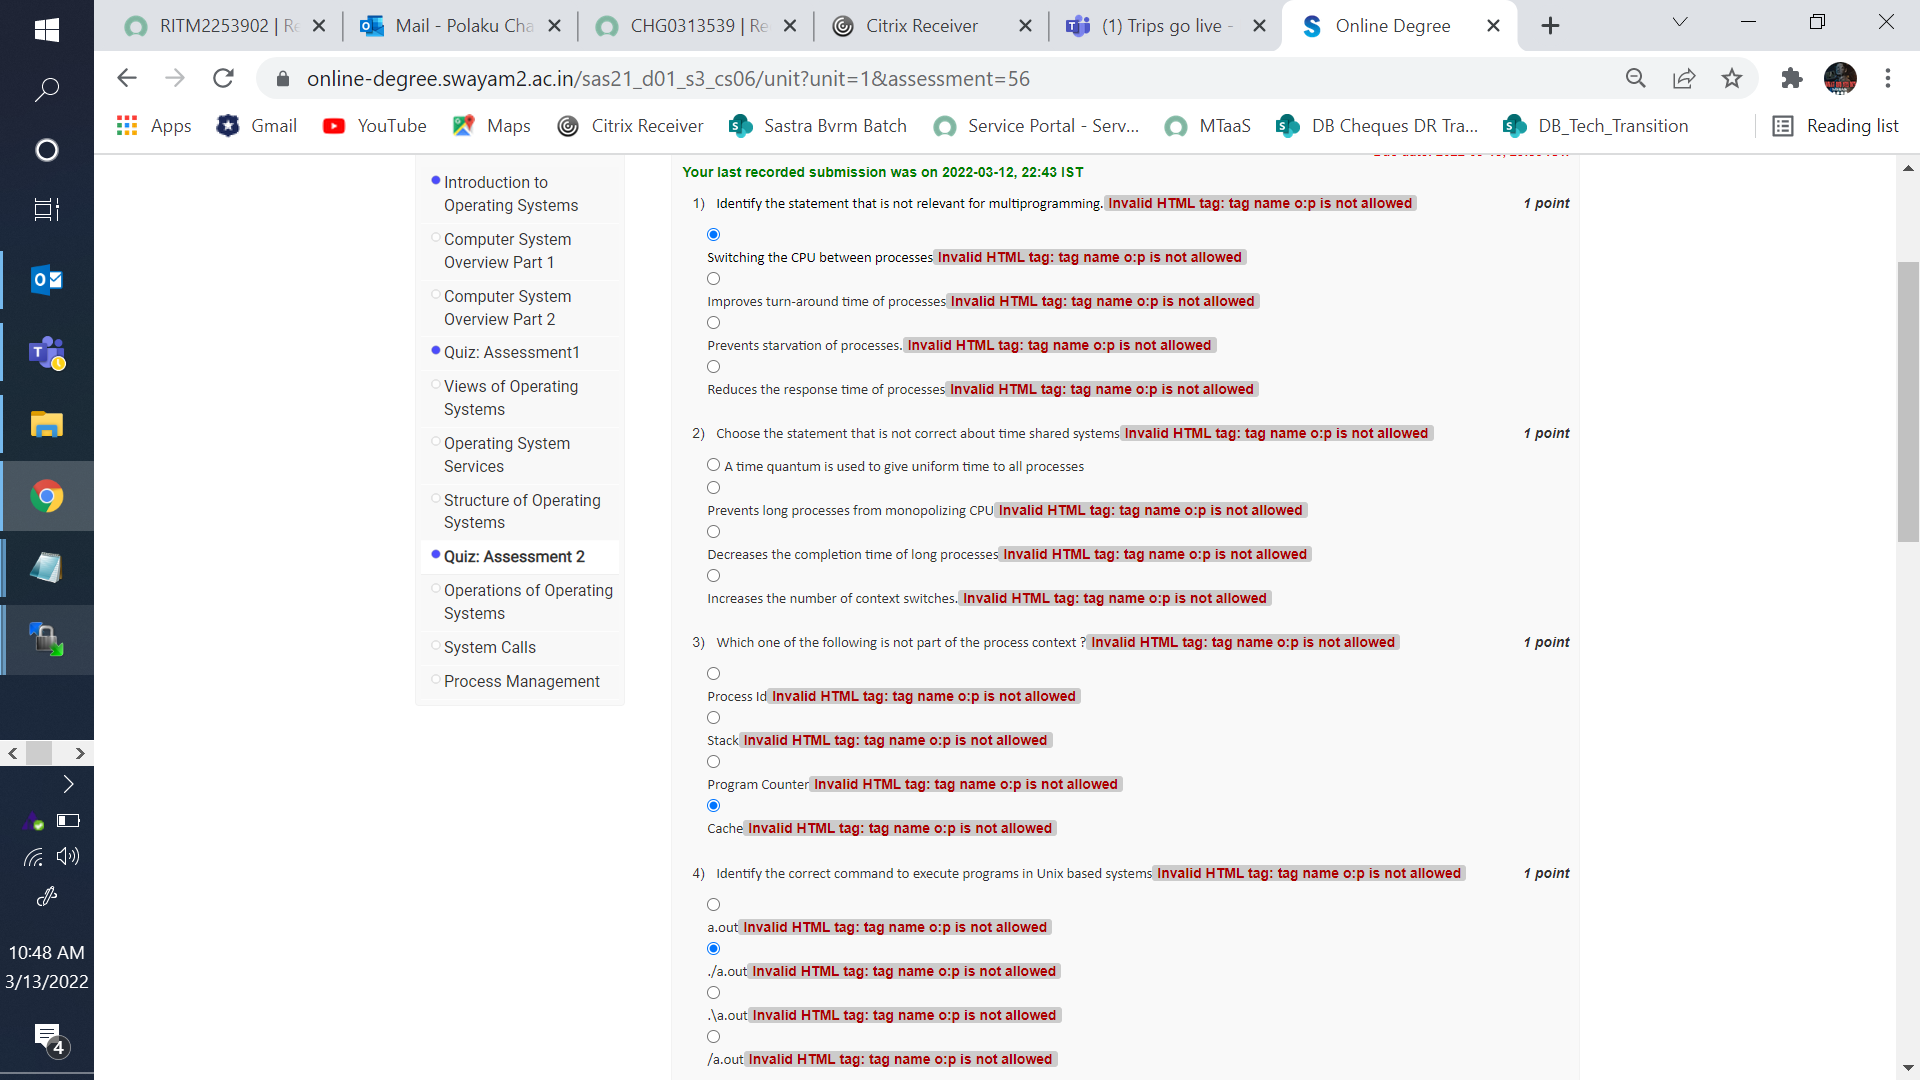 RITM2253902 | Re
Mail - Polaku Cha
CHG0313539 | Re
Citrix Receiver
(1) Trips go live -
Online Degree
online-degree.swayam2.ac.in/sas21_d01_s3_cs06/unit?unit=1&assessment=56
Apps
Gmail
YouTube
Maps
Citrix Receiver
Sastra Bvrm Batch
Service Portal - Serv...
MTaaS
DB Cheques DR Tra...
DB_Tech_Transition
Reading list
Introduction to
Operating Systems
Computer System
Overview Part 1
Computer System
Overview Part 2
Quiz: Assessment1
Views of Operating
Systems
Operating System
Services
Structure of Operating
Systems
Quiz: Assessment 2
Operations of Operating
Systems
System Calls
Process Management
Your last recorded submission was on 2022-03-12, 22:43 IST
1) Identify the statement that is not relevant for multiprogramming. Invalid HTML tag: tag name o:p is not allowed 1 point
Switching the CPU between processes Invalid HTML tag: tag name o:p is not allowed
Improves turn-around time of processes Invalid HTML tag: tag name o:p is not allowed
Prevents starvation of processes. Invalid HTML tag: tag name o:p is not allowed
Reduces the response time of processes Invalid HTML tag: tag name o:p is not allowed
2) Choose the statement that is not correct about time shared systems Invalid HTML tag: tag name o:p is not allowed 1 point
A time quantum is used to give uniform time to all processes
Prevents long processes from monopolizing CPU Invalid HTML tag: tag name o:p is not allowed
Decreases the completion time of long processes Invalid HTML tag: tag name o:p is not allowed
Increases the number of context switches. Invalid HTML tag: tag name o:p is not allowed
3) Which one of the following is not part of the process context ? Invalid HTML tag: tag name o:p is not allowed 1 point
Process Id Invalid HTML tag: tag name o:p is not allowed
Stack Invalid HTML tag: tag name o:p is not allowed
Program Counter Invalid HTML tag: tag name o:p is not allowed
Cache Invalid HTML tag: tag name o:p is not allowed
4) Identify the correct command to execute programs in Unix based systems Invalid HTML tag: tag name o:p is not allowed 1 point
a.out Invalid HTML tag: tag name o:p is not allowed
./a.out Invalid HTML tag: tag name o:p is not allowed
.\a.out Invalid HTML tag: tag name o:p is not allowed
/a.out Invalid HTML tag: tag name o:p is not allowed
10:48 AM
3/13/2022
4